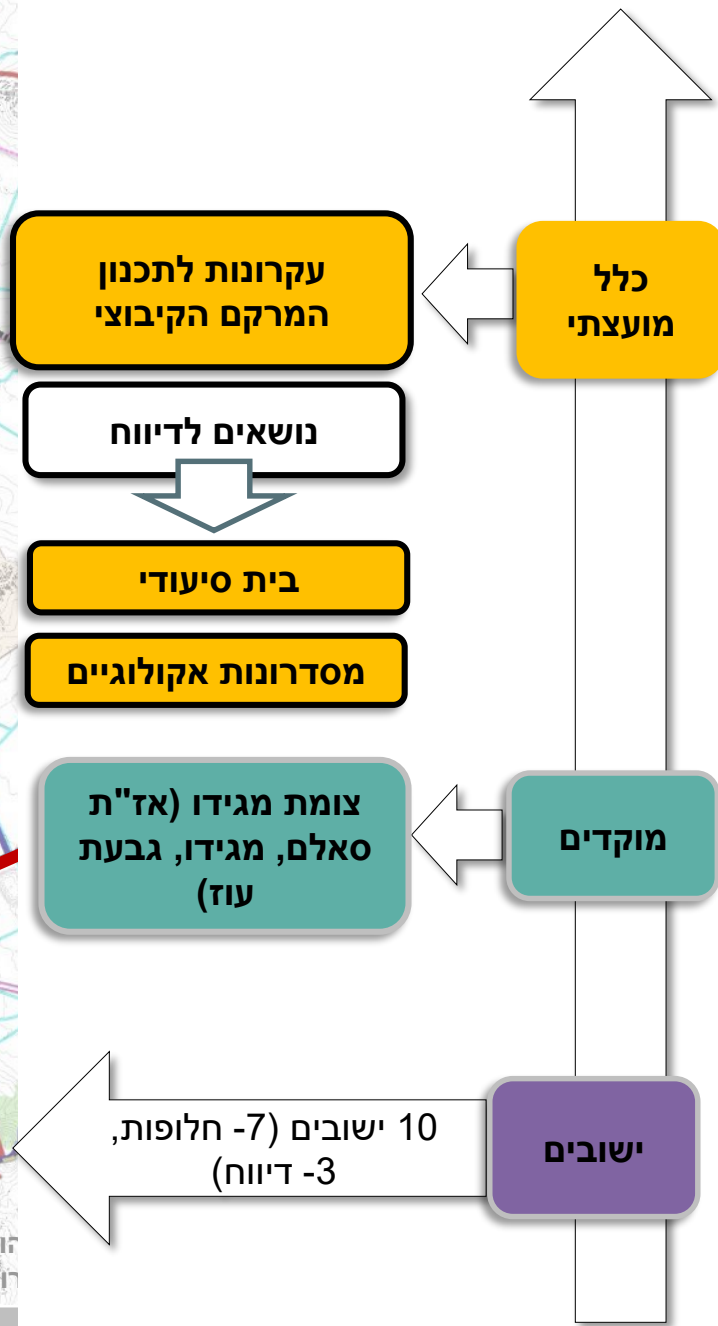 כלל
מועצתי
עקרונות לתכנון
המרקם הקיבוצי
נושאים לדיווח
בית סיעודי
מסדרונות אקולוגיים
מוקדים
צומת מגידו (אז"ת
סאלם, מגידו, גבעת
עוז)
ישובים
10 ישובים (7- חלופות,
3- דיווח)